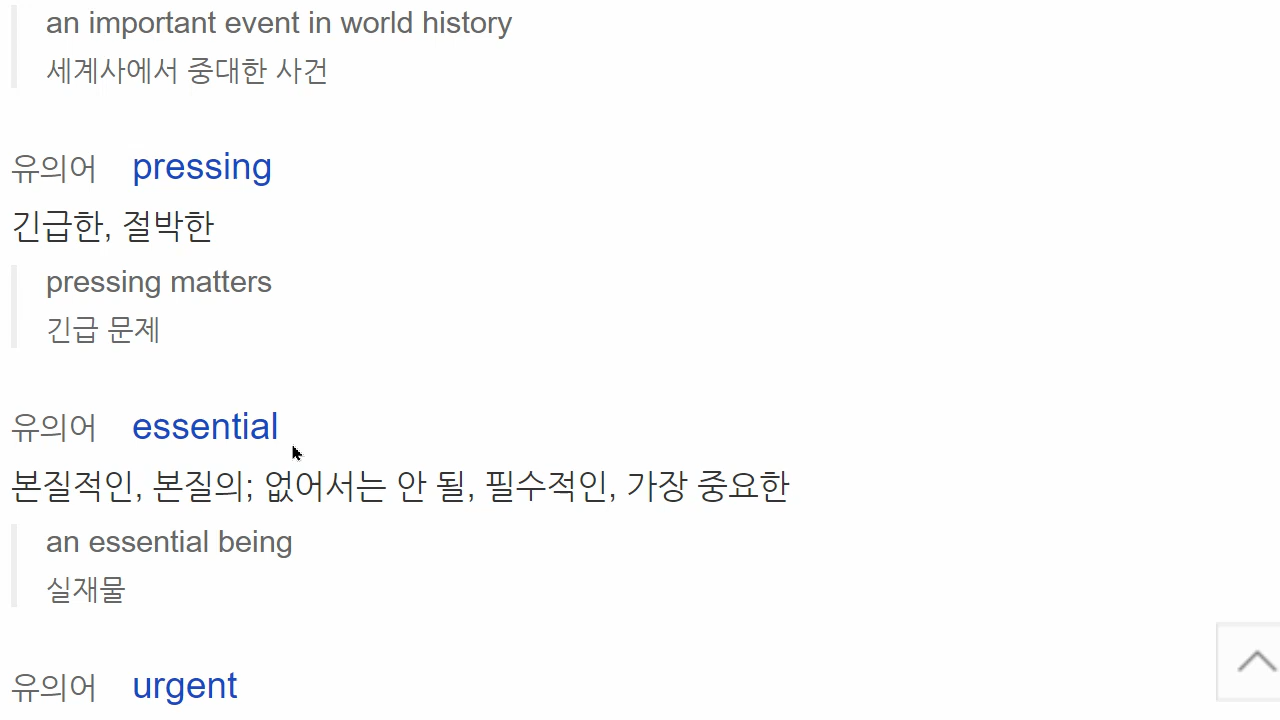 an important event in world history
세계사에서 중대한 사건
유의어 pressing
긴급한, 절박한
pressing matters
긴급 문제
유의어 essential
본질적인, 본질의; 없어서는 안 될, 필수적인, 가장 중요한
an essential being
실재물
유의어 urgent